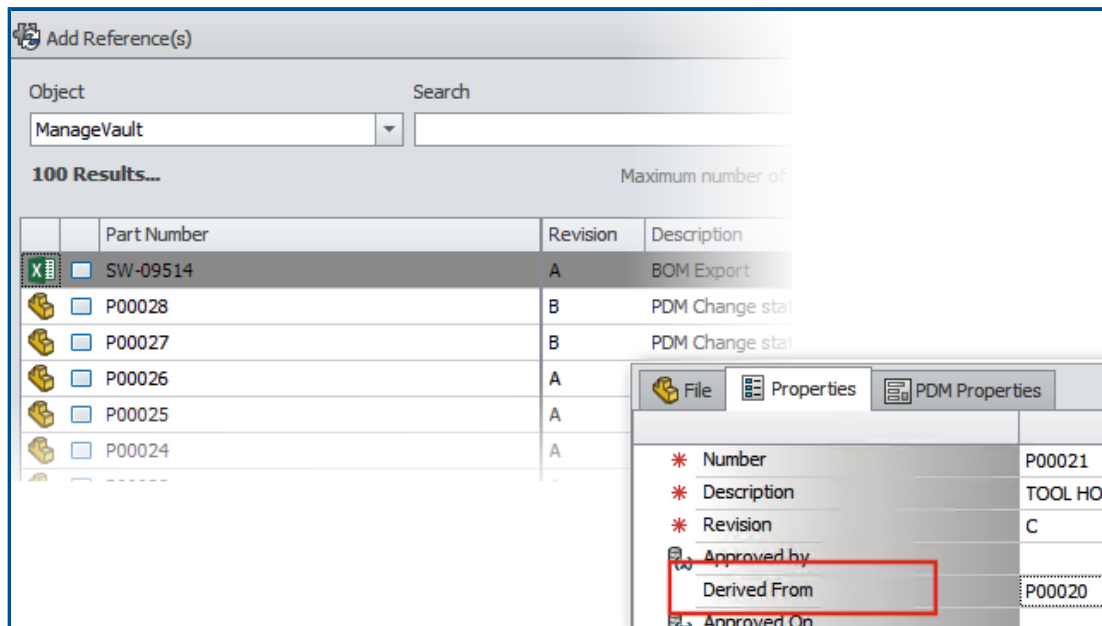 Add Reference(s)
Object Search
ManageVault
100 Results... Maximum number of
Part Number Revision Description
SW-09514 A BOM Export
P00028 B PDM Change stat
P00027 B PDM Change stat
P00026 A
P00025 A
P00024 A
File Properties PDM Properties
Number P00021
Description TOOL HO
Revision C
Approved by
Derived From P00020
Approved On